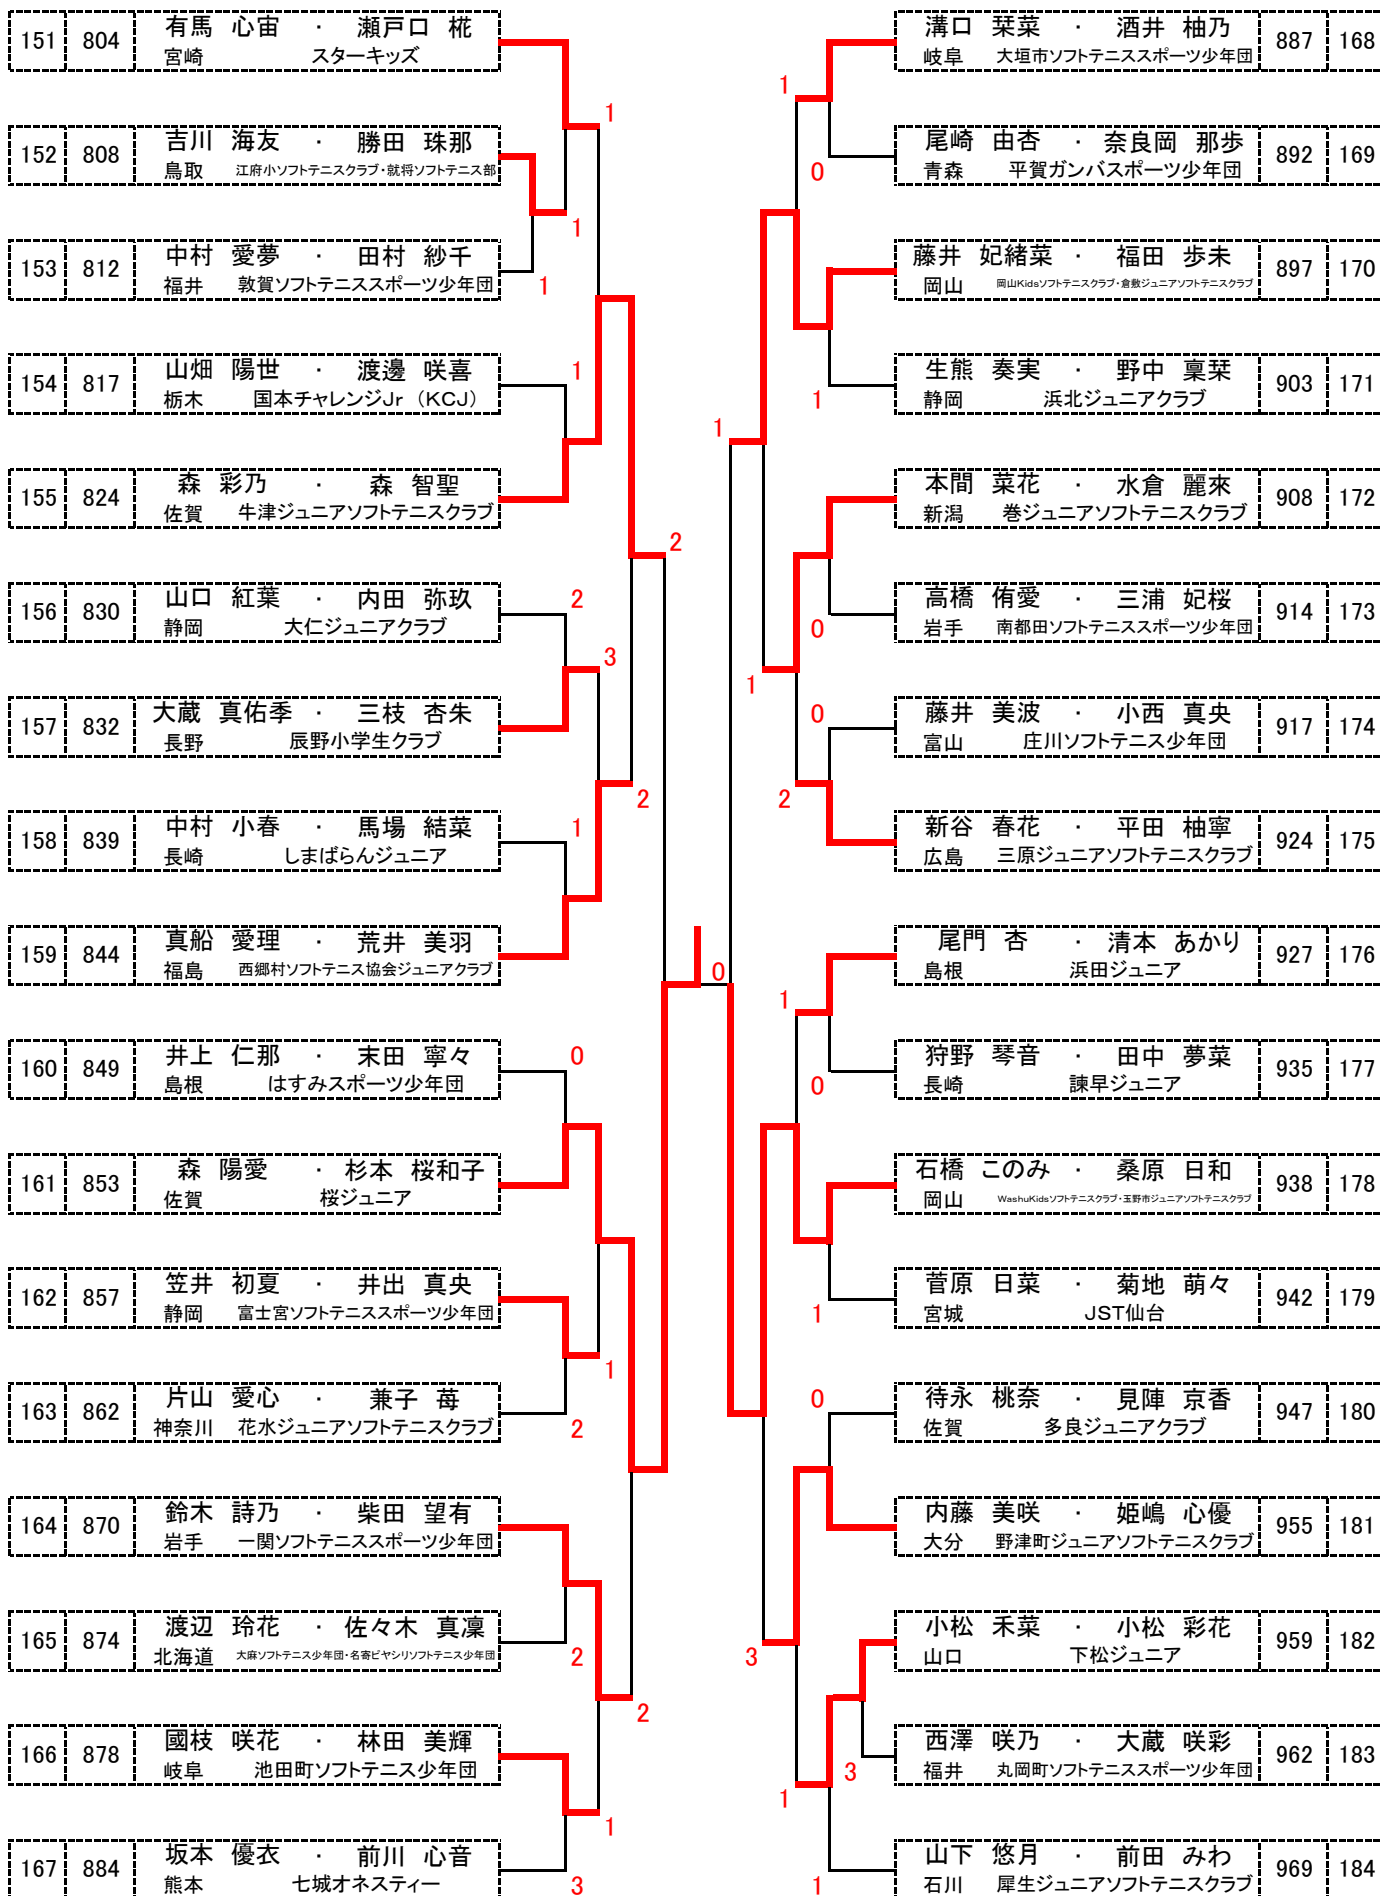 151 804 有馬 心宙 ・ 瀬戸口 椛
宮崎 スターキッズ
152 808 吉川 海友 ・ 勝田 珠那
鳥取 江府小ソフトテニスクラブ・就将ソフトテニス部
153 812 中村 愛夢 ・ 田村 紗千
福井 敦賀ソフトテニススポーツ少年団
154 817 山畑 陽世 ・ 渡邊 咲喜
栃木 国本チャレンジJr（KCJ）
155 824 森 彩乃 ・ 森 智聖
佐賀 牛津ジュニアソフトテニスクラブ
156 830 山口 紅葉 ・ 内田 弥玖
静岡 大仁ジュニアクラブ
157 832 大蔵 真佑季 ・ 三枝 杏朱
長野 辰野小学生クラブ
158 839 中村 小春 ・ 馬場 結菜
長崎 しまばらんジュニア
159 844 真船 愛理 ・ 荒井 美羽
福島 西郷村ソフトテニス協会ジュニアクラブ
160 849 井上 仁那 ・ 末田 寧々
島根 はすみスポーツ少年団
161 853 森 陽愛 ・ 杉本 桜和子
佐賀 桜ジュニア
162 857 笠井 初夏 ・ 井出 真央
静岡 富士宮ソフトテニススポーツ少年団
163 862 片山 愛心 ・ 兼子 苺
神奈川 花水ジュニアソフトテニスクラブ
164 870 鈴木 詩乃 ・ 柴田 望有
岩手 一関ソフトテニススポーツ少年団
165 874 渡辺 玲花 ・ 佐々木 真凜
北海道 大麻ソフトテニス少年団・名寄ピヤシリソフトテニス少年団
166 878 國枝 咲花 ・ 林田 美輝
岐阜 池田町ソフトテニス少年団
167 884 坂本 優衣 ・ 前川 心音
熊本 七城オネスティー
1
1
1
1
2
3
2
1
2
0
1
2
2
2
1
3
0
1
0
1
1
0
1
0
2
1
0
1
0
3
3
1
1
溝口 栞菜 ・ 酒井 柚乃 887 168
岐阜 大垣市ソフトテニススポーツ少年団
尾崎 由杏 ・ 奈良岡 那歩 892 169
青森 平賀ガンバスポーツ少年団
藤井 妃緒菜 ・ 福田 歩未 897 170
岡山 岡山Kidsソフトテニスクラブ・倉敷ジュニアソフトテニスクラブ
生熊 奏実 ・ 野中 稟栞 903 171
静岡 浜北ジュニアクラブ
本間 菜花 ・ 水倉 麗來 908 172
新潟 巻ジュニアソフトテニスクラブ
高橋 侑愛 ・ 三浦 妃桜 914 173
岩手 南都田ソフトテニススポーツ少年団
藤井 美波 ・ 小西 真央 917 174
富山 庄川ソフトテニス少年団
新谷 春花 ・ 平田 柚寧 924 175
広島 三原ジュニアソフトテニスクラブ
尾門 杏 ・ 清本 あかり 927 176
島根 浜田ジュニア
狩野 琴音 ・ 田中 夢菜 935 177
長崎 諫早ジュニア
石橋 このみ ・ 桑原 日和 938 178
岡山 WashuKidsソフトテニスクラブ・玉野市ジュニアソフトテニスクラブ
菅原 日菜 ・ 菊地 萌々 942 179
宮城 JST仙台
待永 桃奈 ・ 見陣 京香 947 180
佐賀 多良ジュニアクラブ
内藤 美咲 ・ 姫嶋 心優 955 181
大分 野津町ジュニアソフトテニスクラブ
小松 禾菜 ・ 小松 彩花 959 182
山口 下松ジュニア
西澤 咲乃 ・ 大蔵 咲彩 962 183
福井 丸岡町ソフトテニススポーツ少年団
山下 悠月 ・ 前田 みわ 969 184
石川 犀生ジュニアソフトテニスクラブ